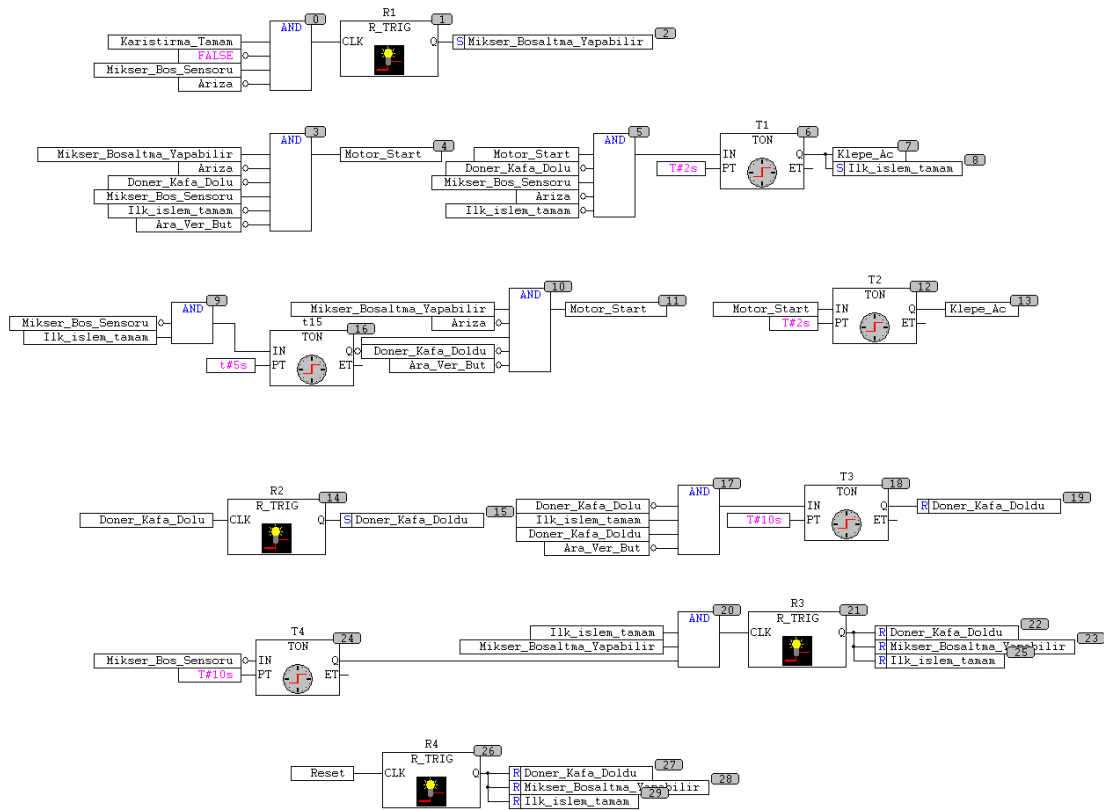 0 R1 1
AND R_TRIG
Karistirma_Tamam CLK Q S Mikser_Bosaltma_Yapabilir 2
FALSE
Mikser_Bos_Sensoru
Ariza
3 5 T1 6
AND AND TON
Mikser_Bosaltma_Yapabilir Motor_Start 4 Motor_Start IN Q Klepe_Ac 7
Ariza Doner_Kafa_Dolu T#2s PT ET S Ilk_islem_tamam 8
Doner_Kafa_Dolu Mikser_Bos_Sensoru
Mikser_Bos_Sensoru Ariza
Ilk_islem_tamam Ilk_islem_tamam
Ara_Ver_But
9 10 T2 12
AND AND TON
Mikser_Bosaltma_Yapabilir Motor_Start 11 Motor_Start IN Q Klepe_Ac 13
Mikser_Bos_Sensoru t15 16 Ariza T#2s PT ET
Ilk_islem_tamam TON
IN Q Doner_Kafa_Doldu
t#5s PT ET Ara_Ver_But
R2 14 17 T3 18
R_TRIG AND TON
Doner_Kafa_Dolu CLK Q S Doner_Kafa_Doldu 15 Doner_Kafa_Dolu IN Q R Doner_Kafa_Doldu 19
Ilk_islem_tamam T#10s PT ET
Doner_Kafa_Doldu
Ara_Ver_But
T4 24 20 R3 21
TON AND R_TRIG
Ilk_islem_tamam CLK Q R Doner_Kafa_Doldu 22
Mikser_Bosaltma_Yapabilir R Mikser_Bosaltma_Yapabilir 23
Mikser_Bos_Sensoru IN Q R Ilk_islem_tamam 25
T#10s PT ET
R4 26
R_TRIG
Reset CLK Q R Doner_Kafa_Doldu 27
R Mikser_Bosaltma_Yapabilir 28
R Ilk_islem_tamam 29